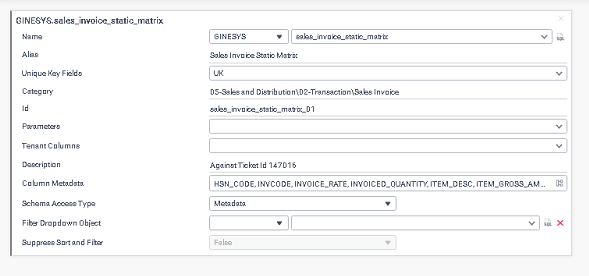 GINESYS.sales_invoice_static_matrix
Name GINESYS sales_invoice_static_matrix
Alias Sales Invoice Static Matrix
Unique Key Fields UK
Category 05-Sales and Distribution\02-Transaction\Sales Invoice
Id sales_invoice_static_matrix_01
Parameters
Tenant Columns
Description Against Ticket Id 147016
Column Metadata HSN_CODE, INVCODE, INVOICE_RATE, INVOICED_QUANTITY, ITEM_DESC, ITEM_GROSS_AM...
Schema Access Type Metadata
Filter Dropdown Object
Suppress Sort and Filter False